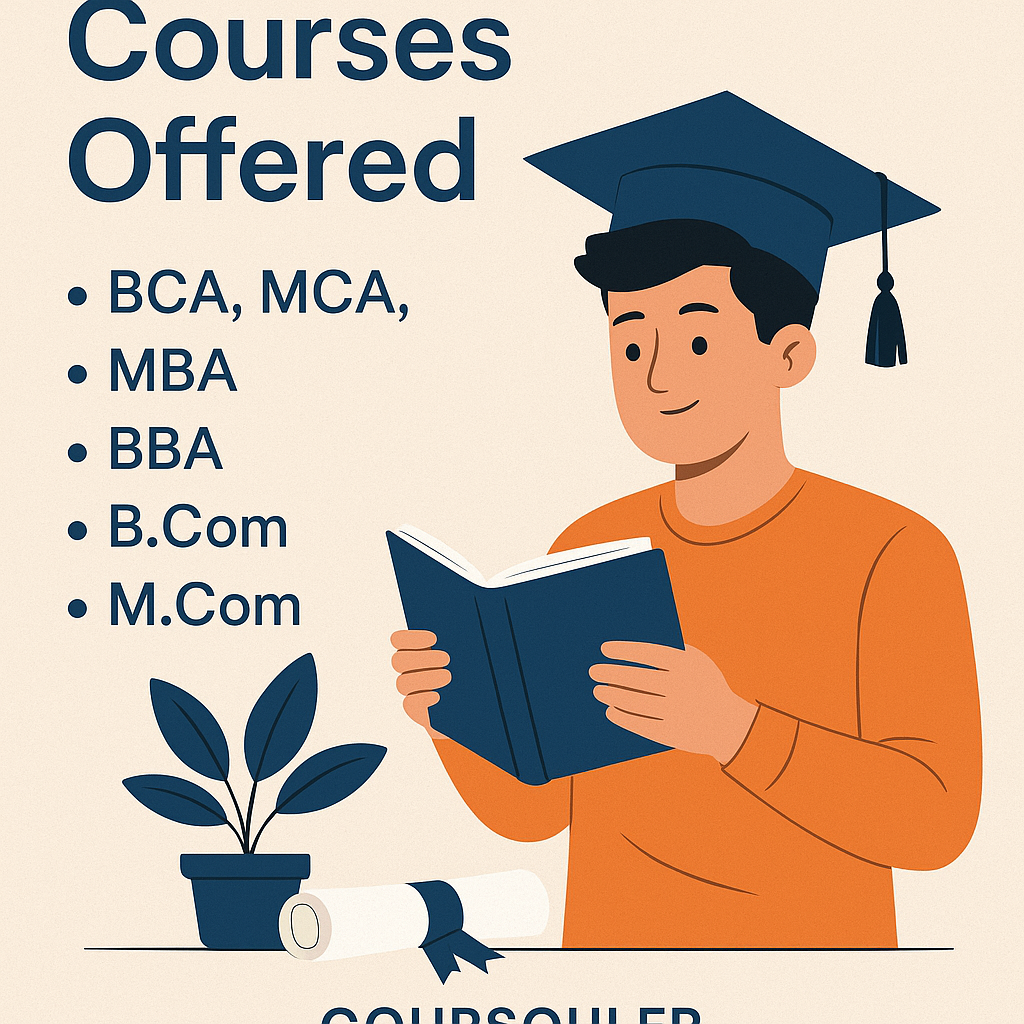 Courses
Offered
• BCA, MCA,
• MBA
• BBA
• B.Com
• M.Com